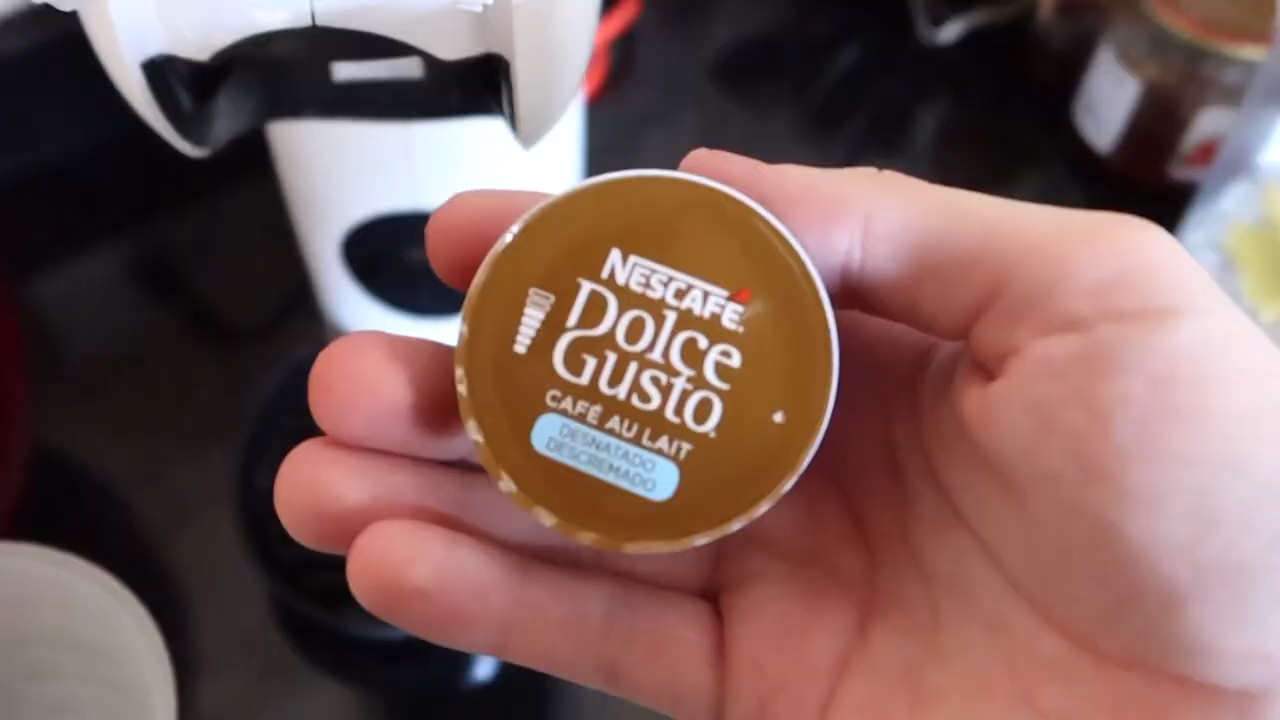 NESCAFÉ.
Dolce
Gusto.
CAFÉ AU LAIT
DESNATADO
DESCREMADO